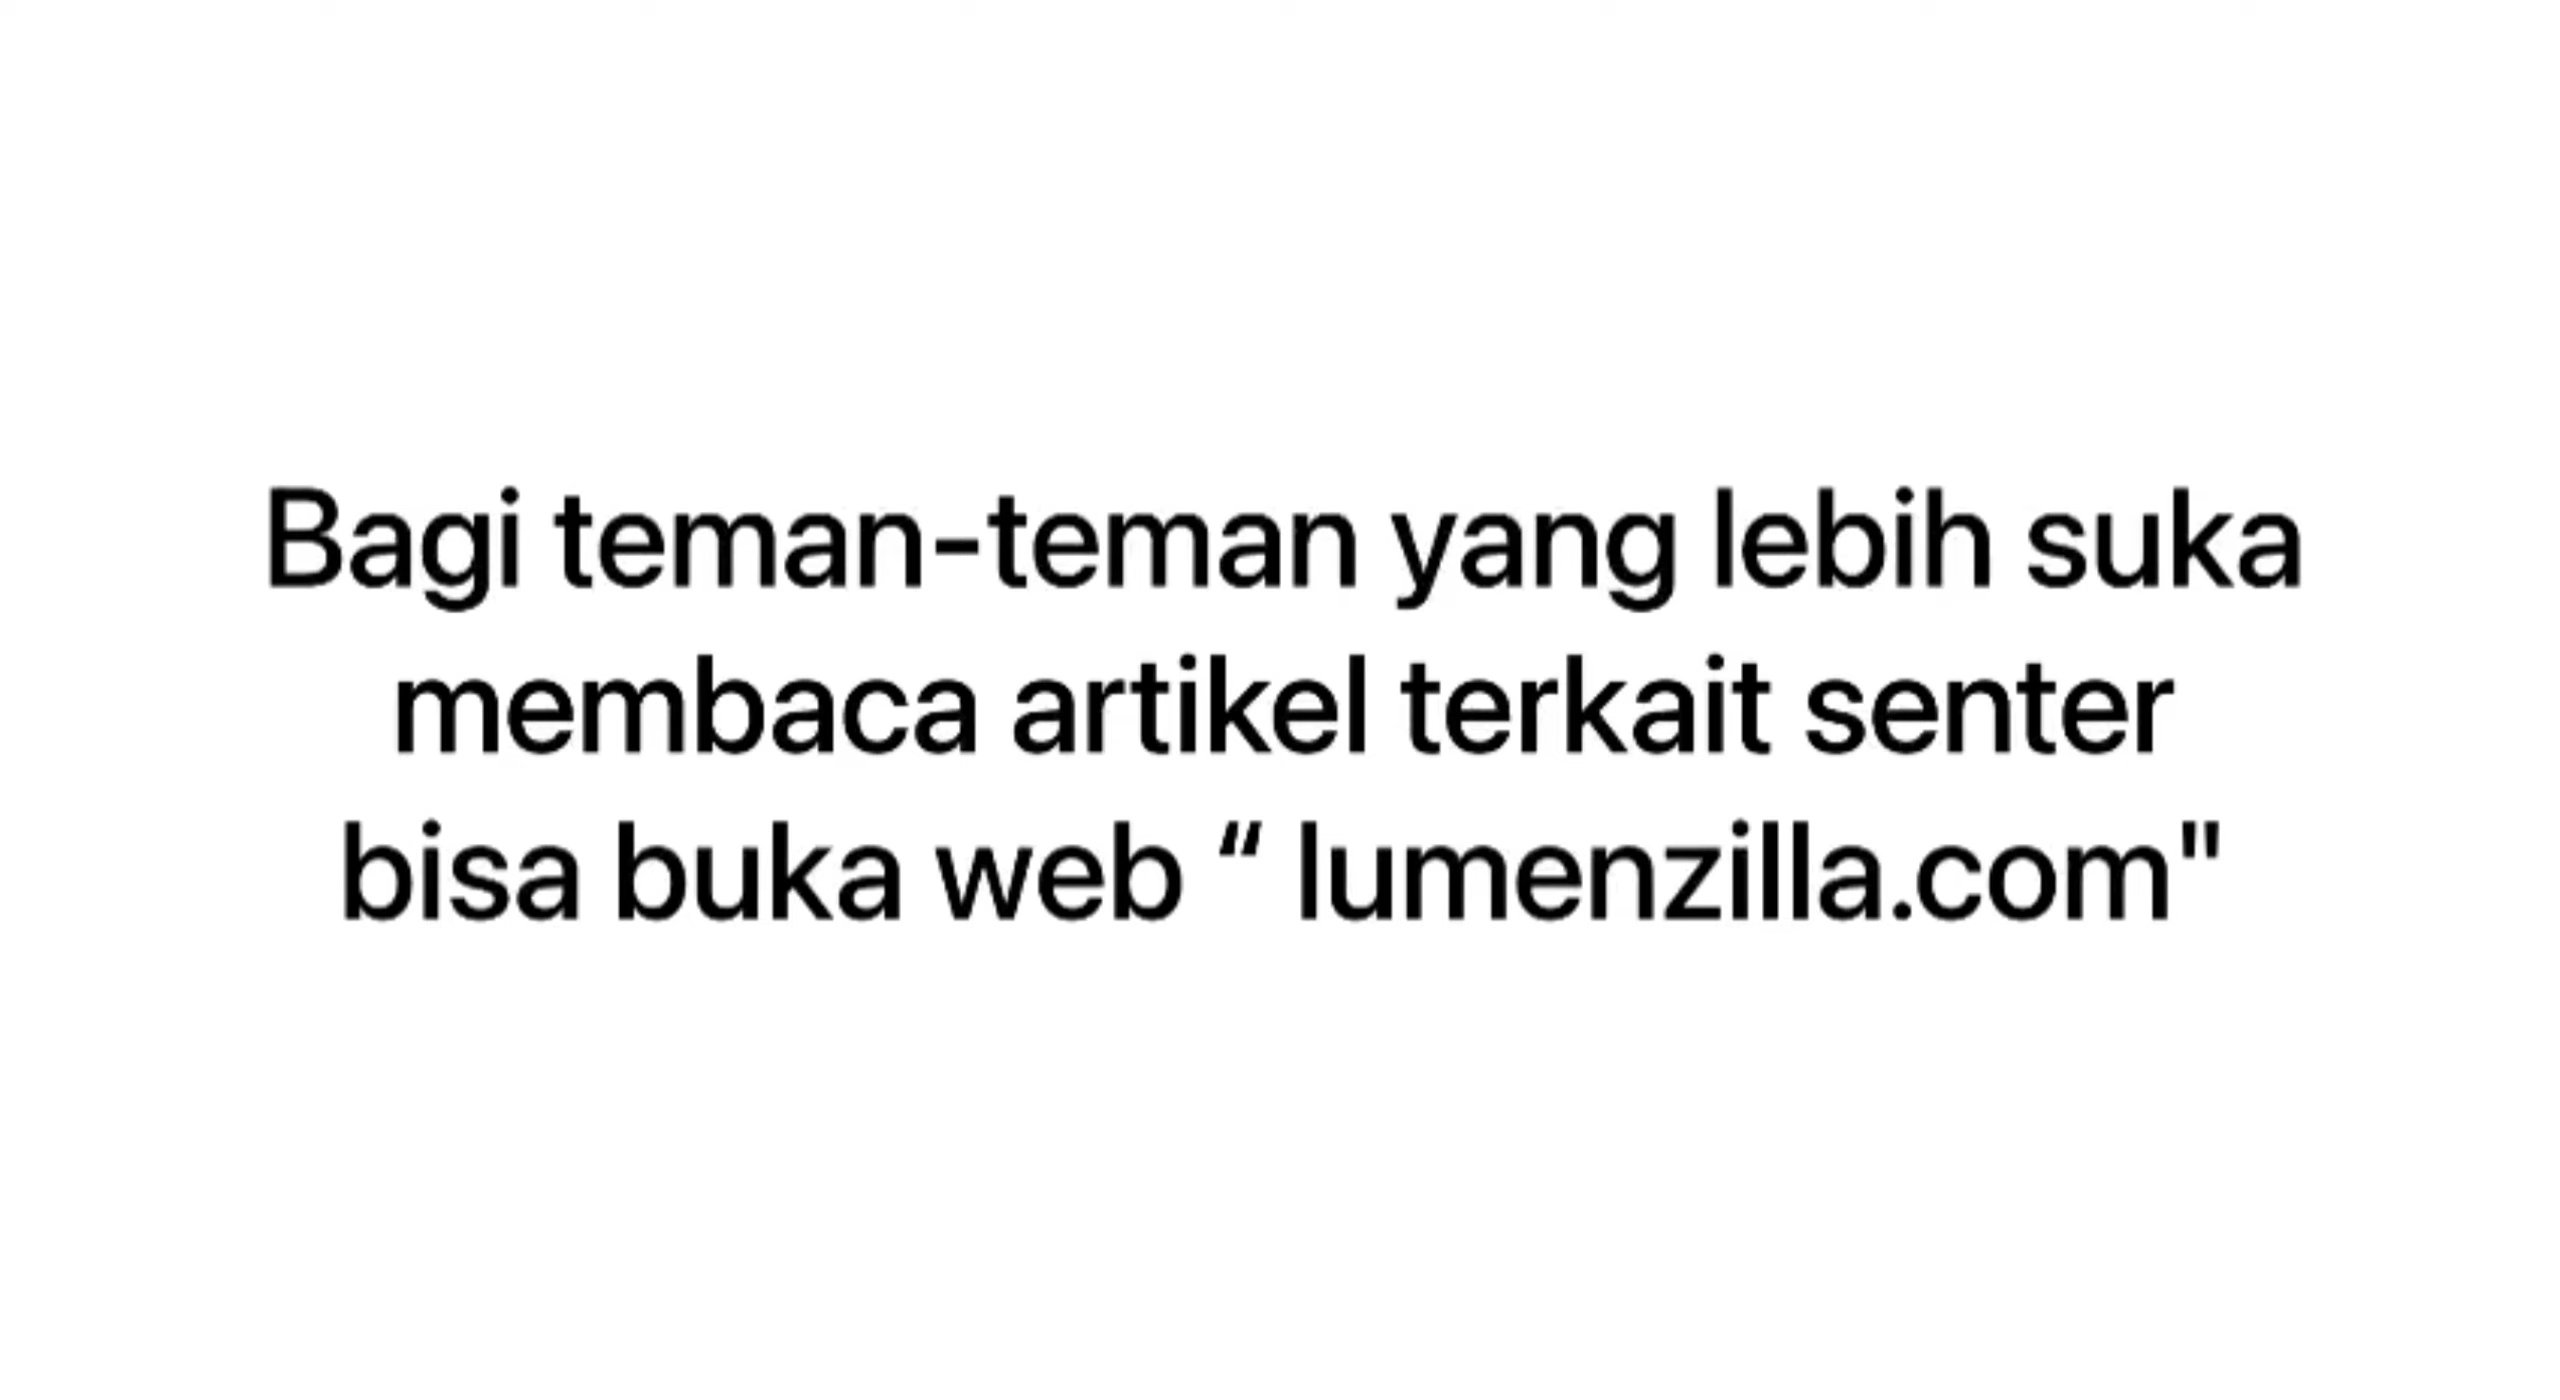 Bagi teman-teman yang lebih suka
membaca artikel terkait senter
bisa buka web “ lumenzilla.com"